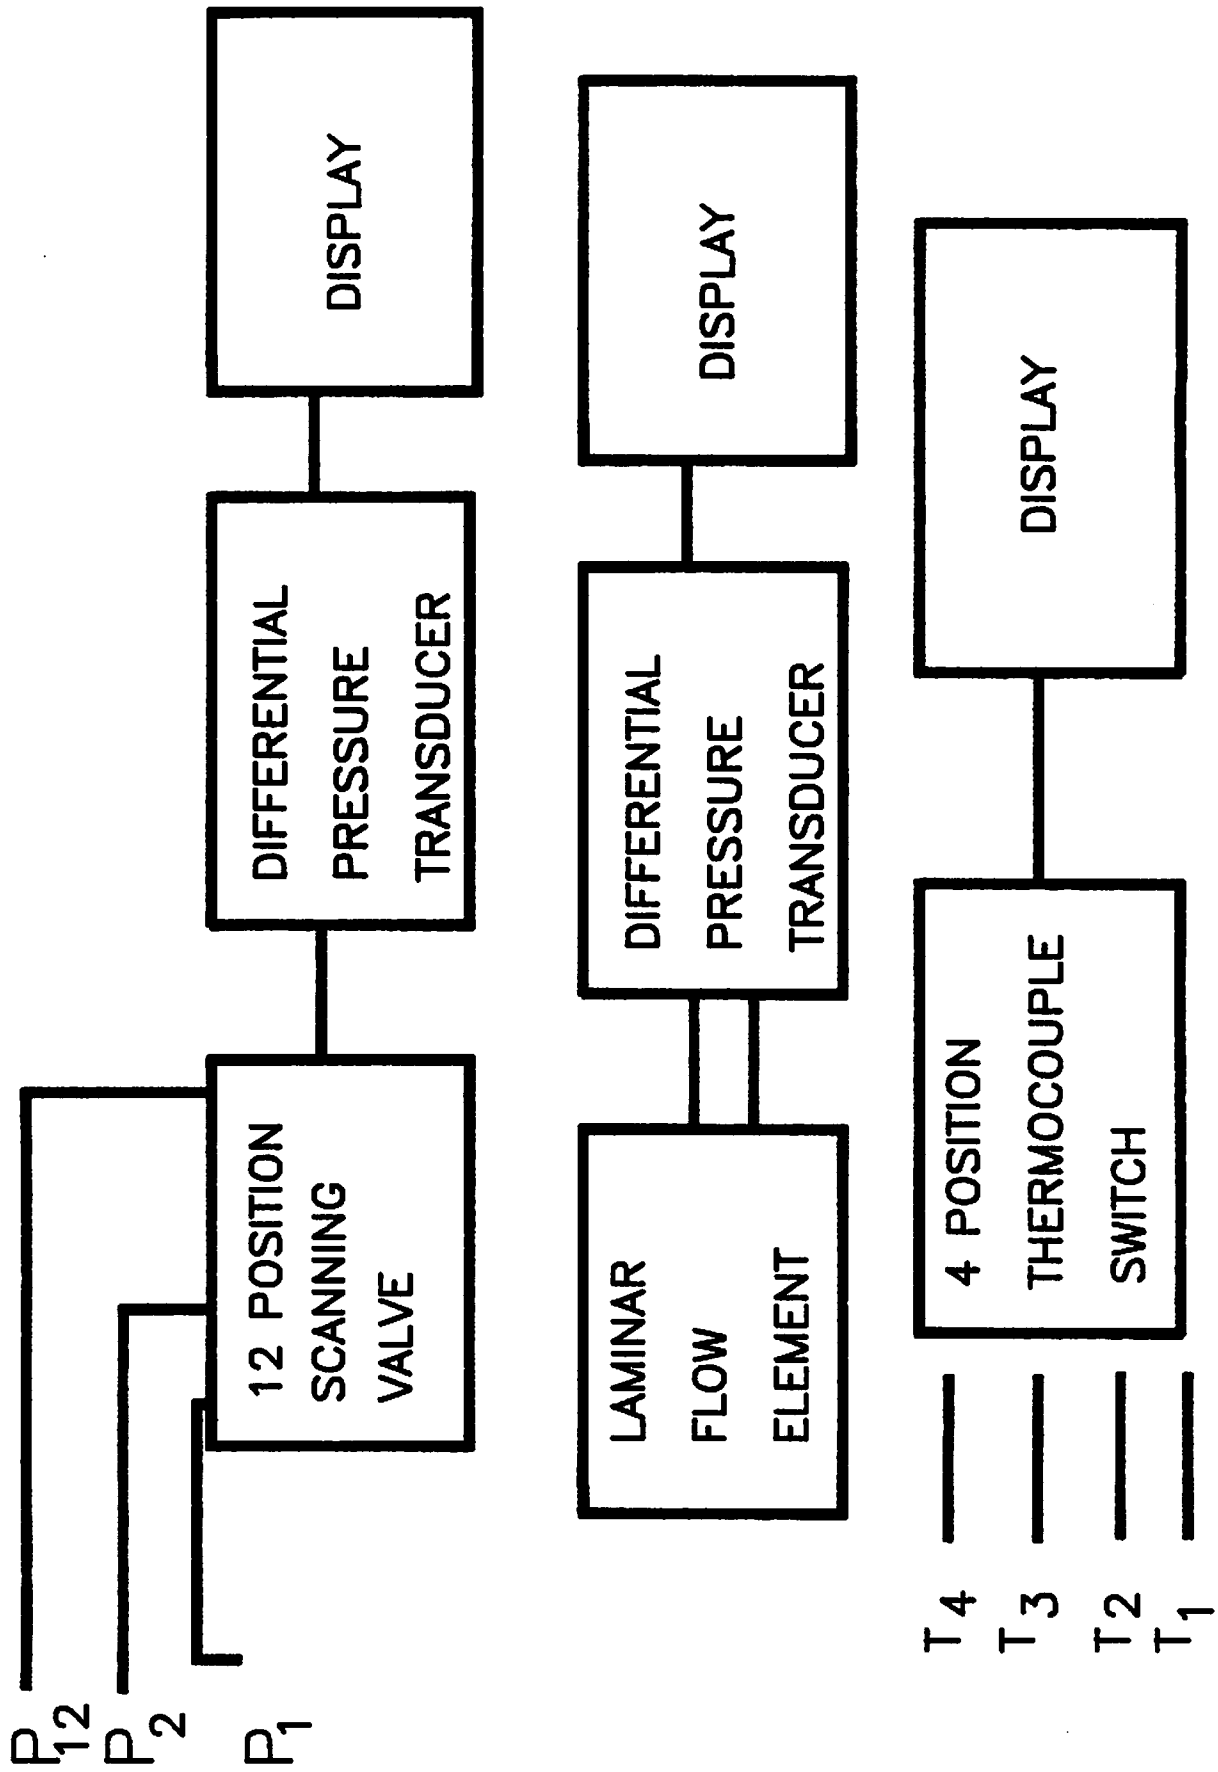 P12
P2
P1
12 POSITION
SCANNING
VALVE
DIFFERENTIAL
PRESSURE
TRANSDUCER
DISPLAY
LAMINAR
FLOW
ELEMENT
DIFFERENTIAL
PRESSURE
TRANSDUCER
DISPLAY
T4
T3
T2
T1
4 POSITION
THERMOCOUPLE
SWITCH
DISPLAY